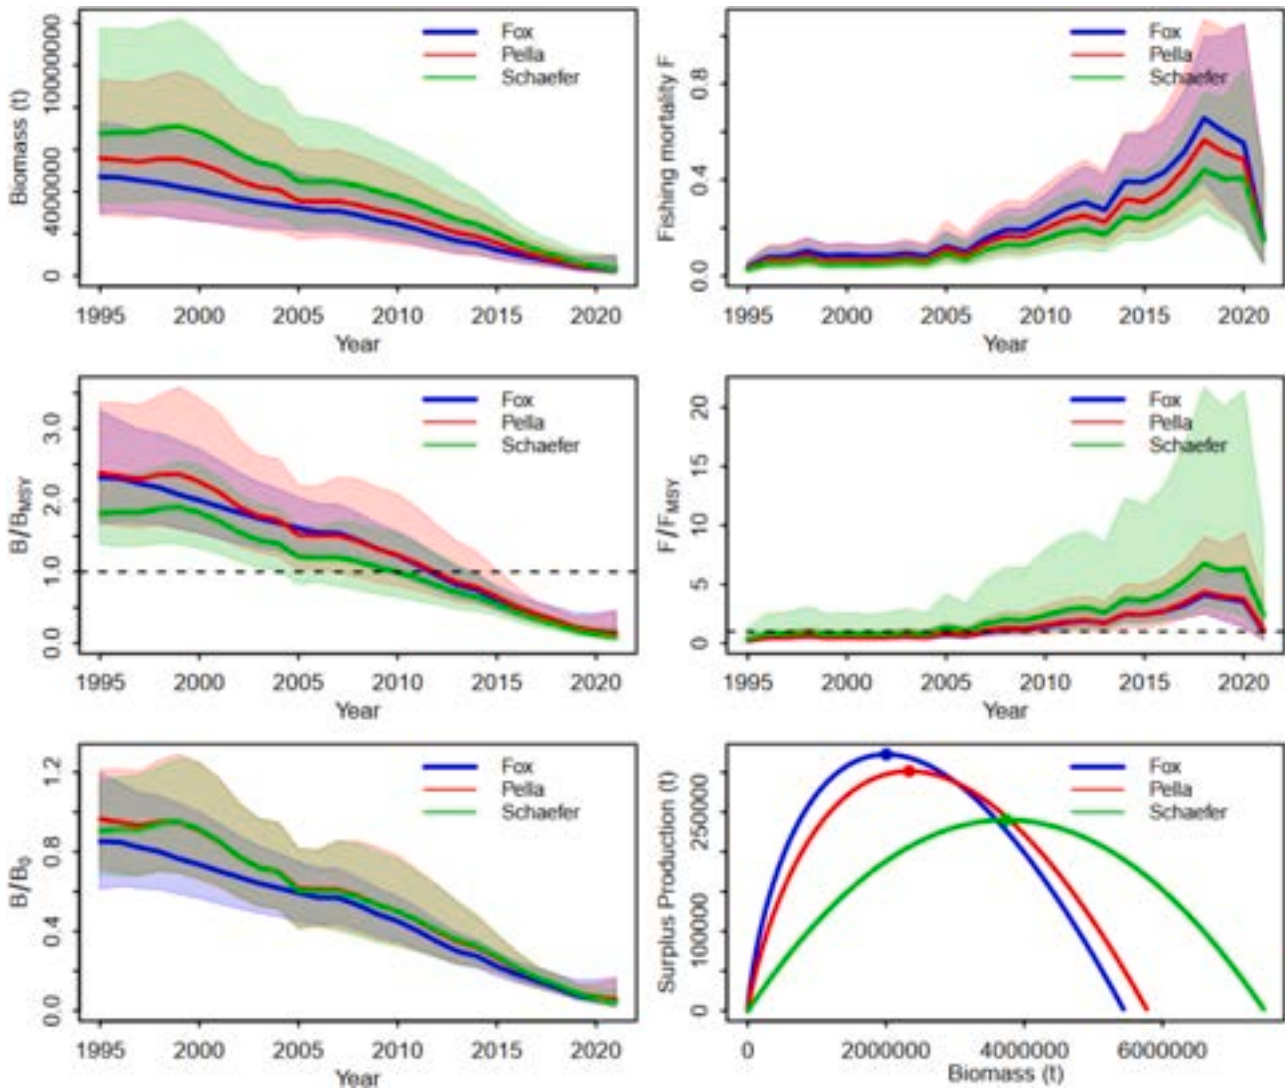 Biomass (t)
10000000
4000000
0
Fox
Pella
Schaefer
1995 2000 2005 2010 2015 2020
Year
Fishing mortality F
0.8
0.4
0.0
Fox
Pella
Schaefer
1995 2000 2005 2010 2015 2020
Year
B/B_MSY
3.0
2.0
1.0
0.0
Fox
Pella
Schaefer
1995 2000 2005 2010 2015 2020
Year
F/F_MSY
20
15
10
5
0
Fox
Pella
Schaefer
1995 2000 2005 2010 2015 2020
Year
B/B_0
1.2
0.8
0.4
0.0
Fox
Pella
Schaefer
1995 2000 2005 2010 2015 2020
Year
Surplus Production (t)
250000
100000
0
Fox
Pella
Schaefer
0 2000000 4000000 6000000
Biomass (t)